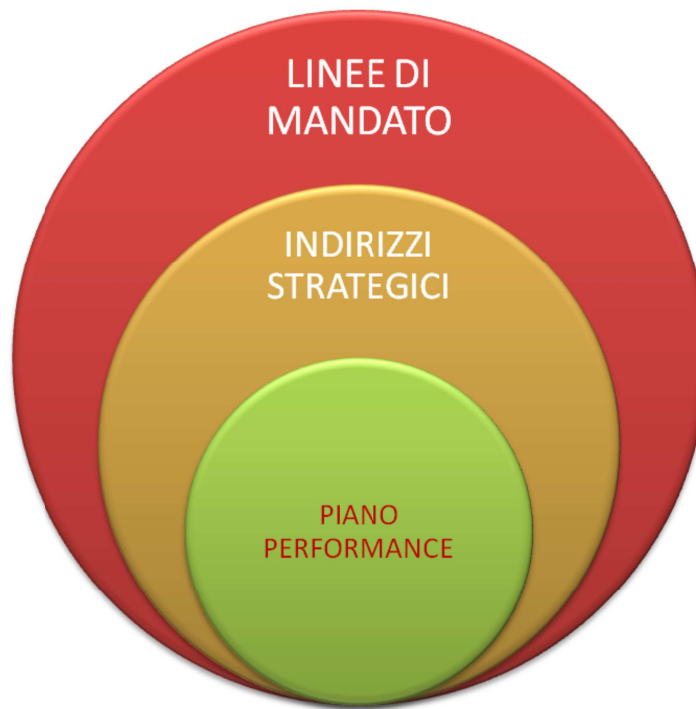 LINEE DI
MANDATO
INDIRIZZI
STRATEGICI
PIANO
PERFORMANCE